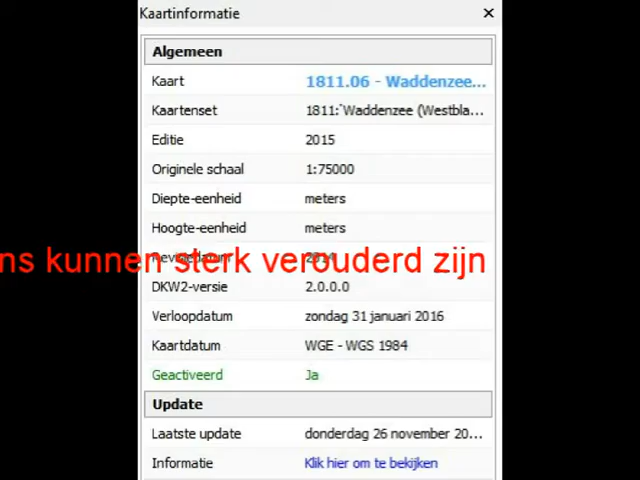 Kaartinformatie
Algemeen
Kaart 1811.06 - Waddenzee...
Kaartenset 1811: Waddenzee (Westbla...
Editie 2015
Originele schaal 1:75000
Diepte-eenheid meters
Hoogte-eenheid meters
ns kunnen sterk verouderd zijn
DKW2-versie 2.0.0.0
Verloopdatum zondag 31 januari 2016
Kaartdatum WGE - WGS 1984
Geactiveerd Ja
Update
Laatste update donderdag 26 november 20...
Informatie Klik hier om te bekijken